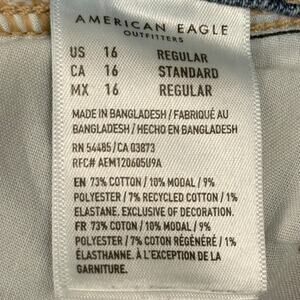 AMERICAN EAGLE
OUTFITTERS
US 16 REGULAR
CA 16 STANDARD
MX 16 REGULAR
MADE IN BANGLADESH / FABRIQUÉ AU
BANGLADESH / HECHO EN BANGLADESH
RN 54485/CA 03873
RFC# AEM120605U9A
EN 73% COTTON / 10% MODAL / 9%
POLYESTER / 7% RECYCLED COTTON / 1%
ELASTANE. EXCLUSIVE OF DECORATION.
FR 73% COTON / 10% MODAL / 9%
POLYESTER / 7% COTON RÉGÉNÉRÉ / 1%
ÉLASTHANNE. À L'EXCEPTION DE LA
GARNITURE.